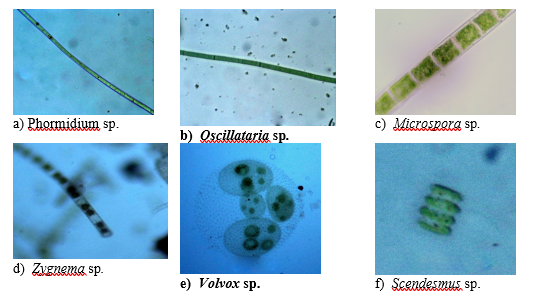 a) Phormidium sp.
b) Oscillataria sp.
c) Microspora sp.
d) Zygnema sp.
e) Volvox sp.
f) Scendesmus sp.